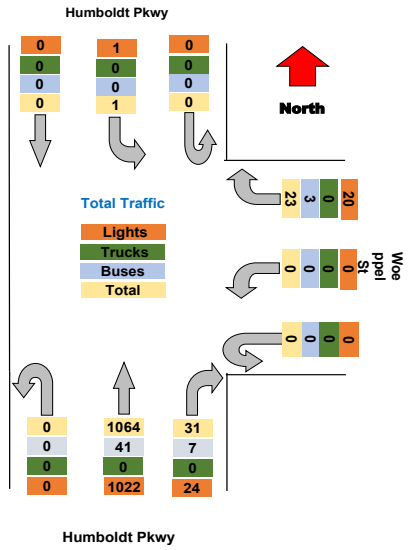 Humboldt Pkwy
0 1 0
0 0 0
0 0 0
0 1 0
North
23 3 0 20
Total Traffic
Lights
Trucks
Buses
Total
0 0 0 0
Woe
ppel
St
0 0 0 0
0 1064 31
0 41 7
0 0 0
0 1022 24
Humboldt Pkwy